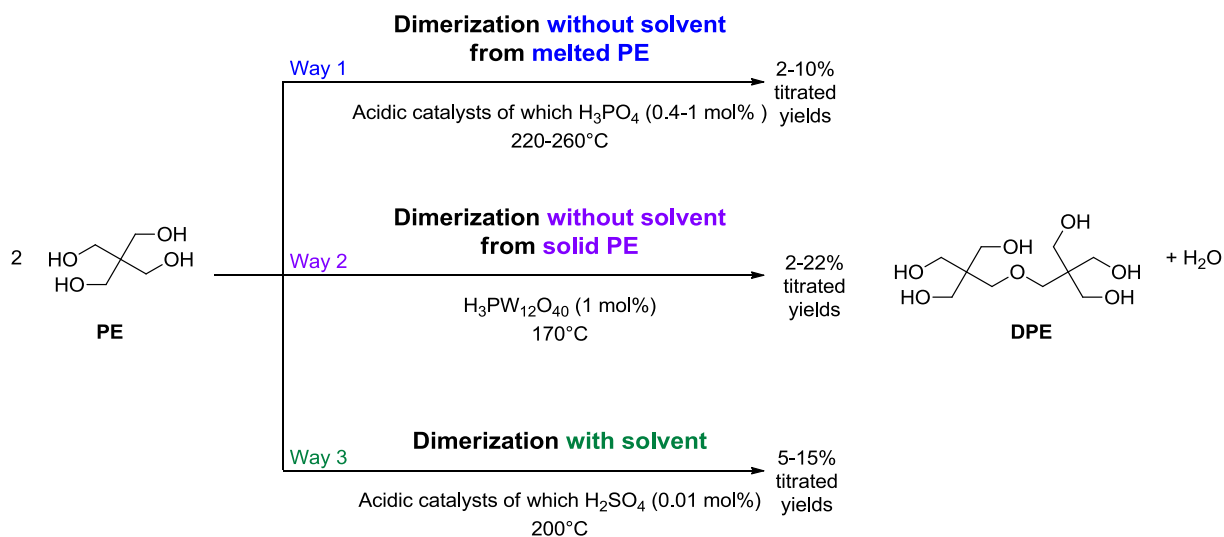 Dimerization without solvent
from melted PE
Way 1
2-10%
titrated
yields
Acidic catalysts of which H₃PO₄ (0.4-1 mol% )
220-260°C
Dimerization without solvent
from solid PE
2
HO
OH
OH
HO
PE
Way 2
2-22%
titrated
yields
H₃PW₁₂O₄₀ (1 mol%)
170°C
OH
OH
HO
HO
O
OH
OH
DPE
+ H₂O
Dimerization with solvent
Way 3
5-15%
titrated
yields
Acidic catalysts of which H₂SO₄ (0.01 mol%)
200°C